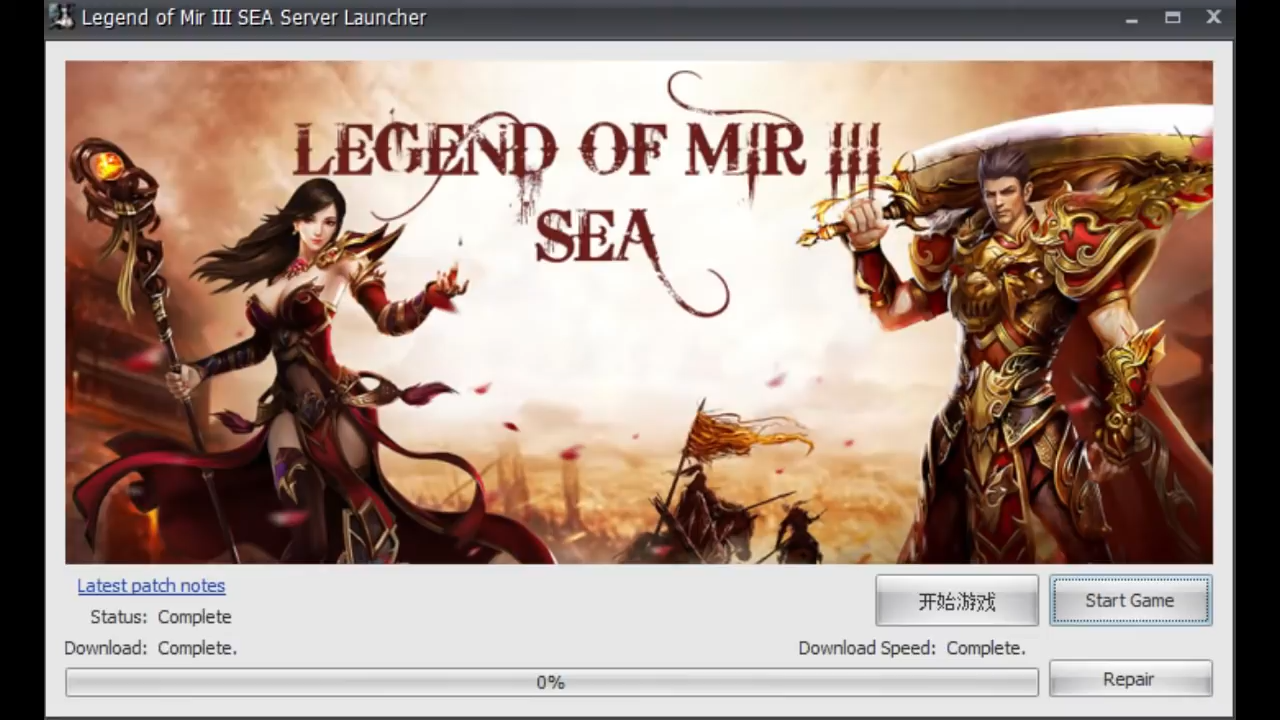 Legend of Mir III SEA Server Launcher
LEGEND OF MIR III
SEA
Latest patch notes
开始游戏
Start Game
Status: Complete
Download: Complete.
Download Speed: Complete.
0%
Repair